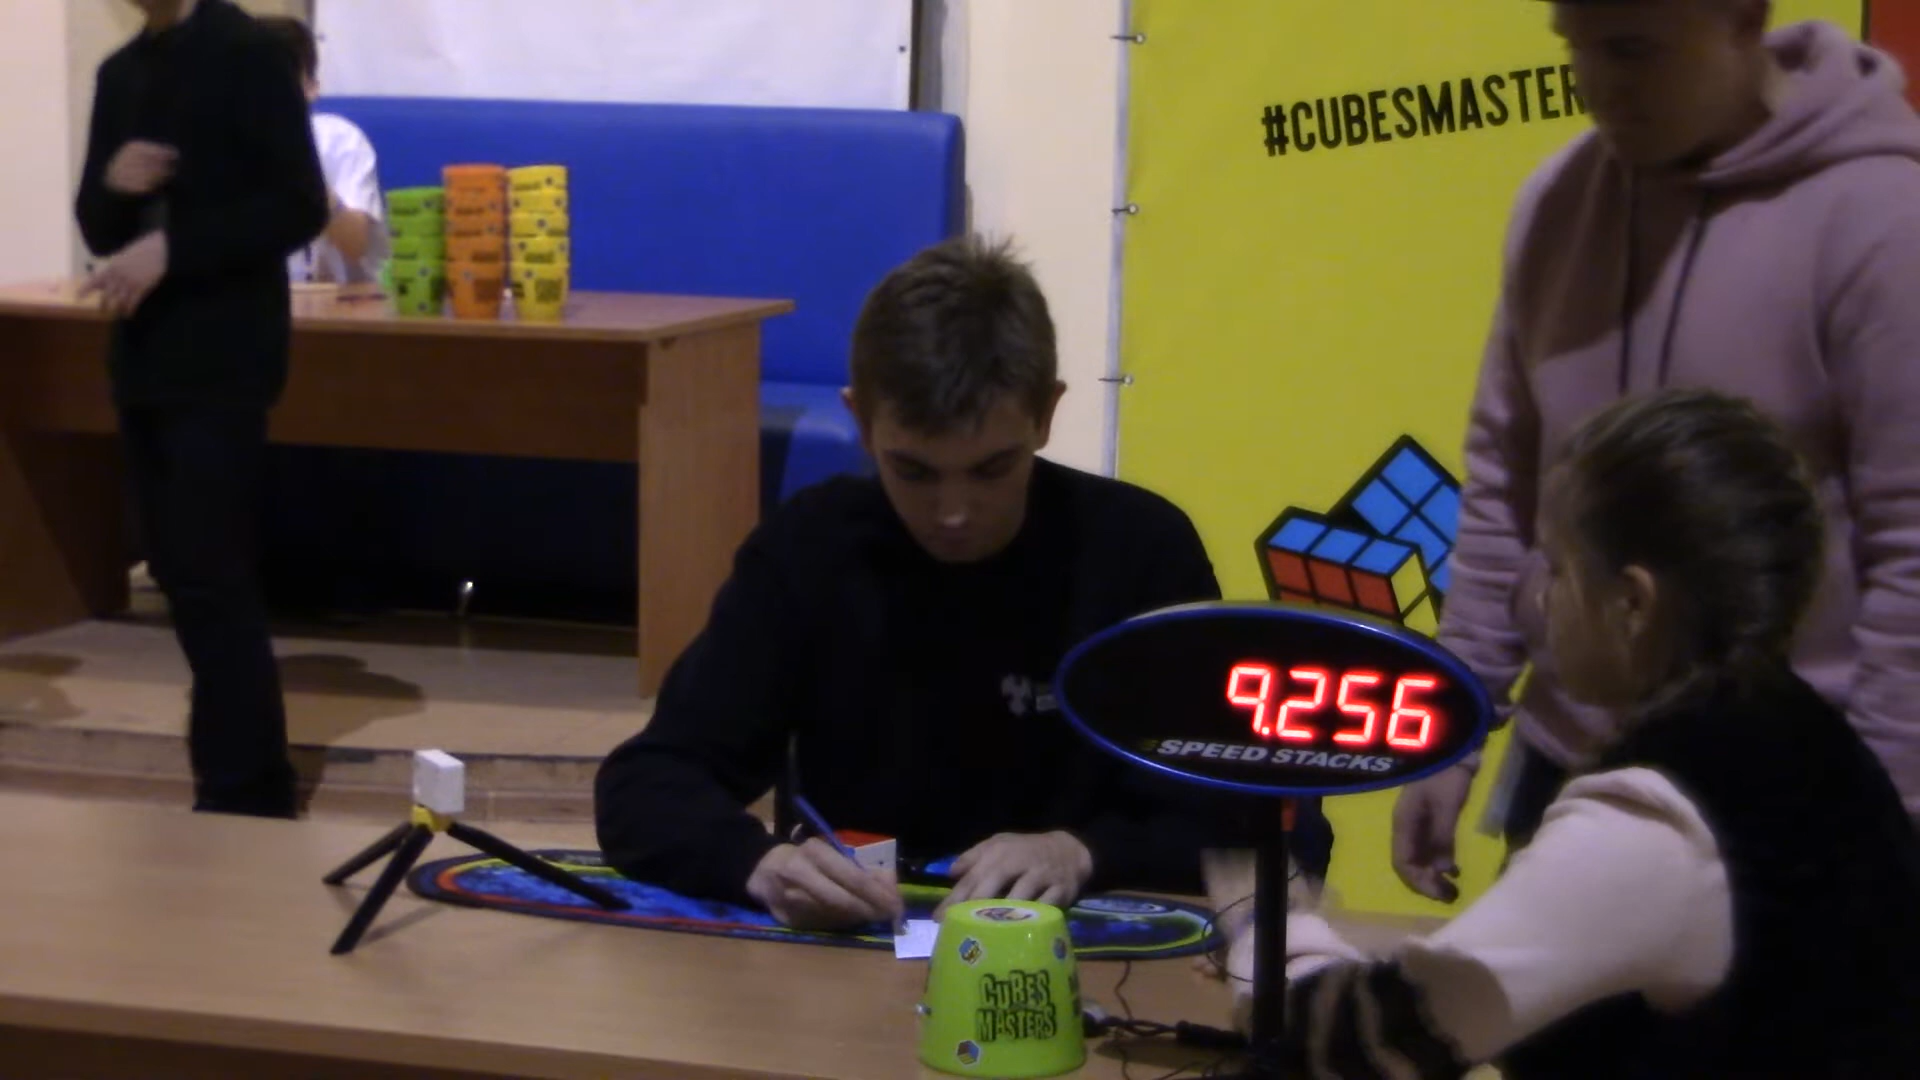 #CUBESMASTER
9.256
SPEED STACKS
CUBES
MASTERS